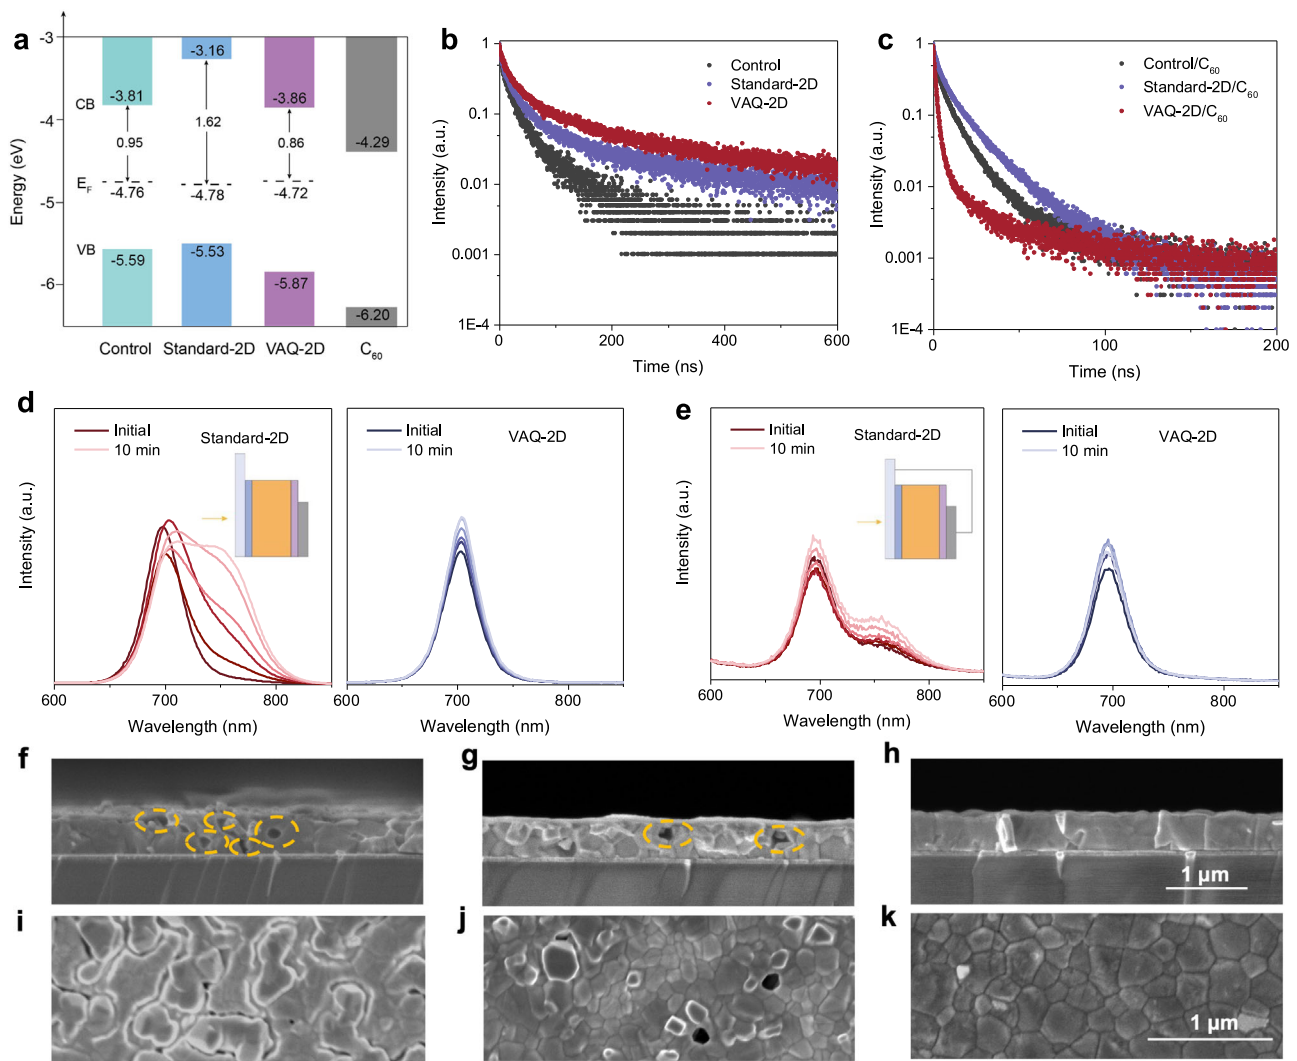 a
-3
-4
-5
-6
Energy (eV)
CB
E_F
VB
-3.81
-3.16
-3.86
-4.29
0.95
1.62
0.86
-4.76
-4.78
-4.72
-5.59
-5.53
-5.87
-6.20
Control
Standard-2D
VAQ-2D
C₆₀
b
1
0.1
0.01
0.001
1E-4
Intensity (a.u.)
Control
Standard-2D
VAQ-2D
0
200
400
600
Time (ns)
c
1
0.1
0.01
0.001
1E-4
Intensity (a.u.)
Control/C₆₀
Standard-2D/C₆₀
VAQ-2D/C₆₀
0
100
200
Time (ns)
d
Intensity (a.u.)
Initial
10 min
Standard-2D
600
700
800
Wavelength (nm)
Initial
10 min
VAQ-2D
600
700
800
Wavelength (nm)
e
Intensity (a.u.)
Initial
10 min
Standard-2D
600
700
800
Wavelength (nm)
Initial
10 min
VAQ-2D
600
700
800
Wavelength (nm)
f
g
h
1 μm
i
j
k
1 μm